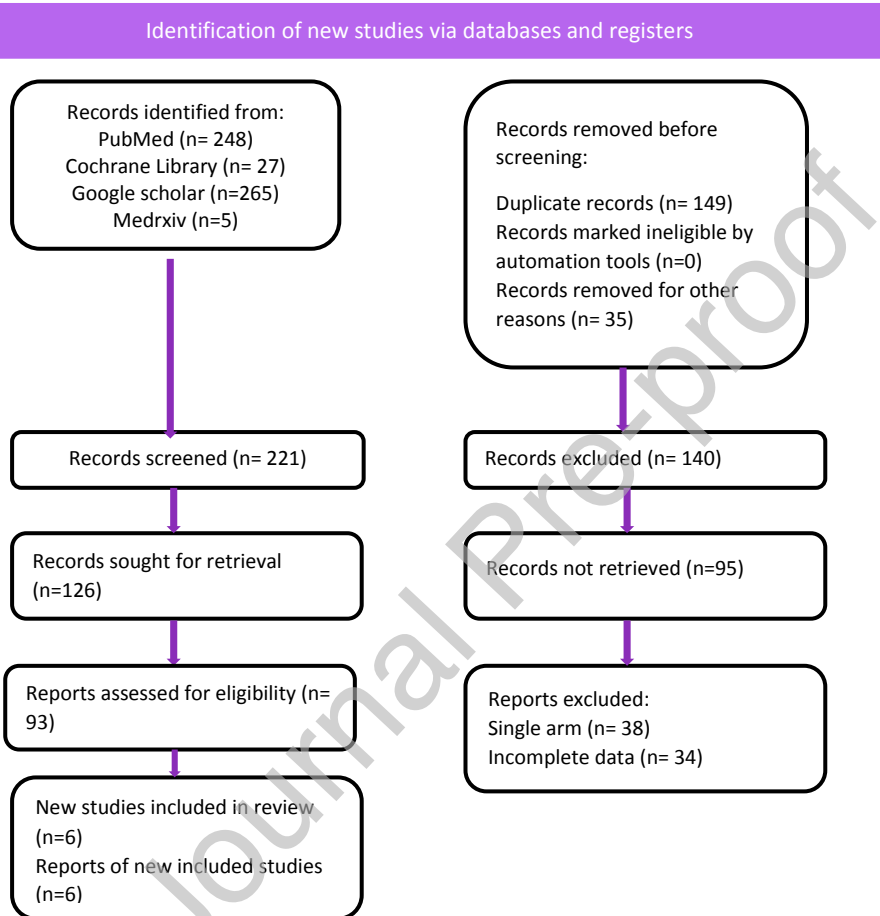 Identification of new studies via databases and registers
Records identified from:
PubMed (n= 248)
Cochrane Library (n= 27)
Google scholar (n=265)
Medrxiv (n=5)
Records removed before
screening:
Duplicate records (n= 149)
Records marked ineligible by
automation tools (n=0)
Records removed for other
reasons (n= 35)
Records screened (n= 221)
Records excluded (n= 140)
Records sought for retrieval
(n=126)
Records not retrieved (n=95)
Reports assessed for eligibility (n=
93)
Reports excluded:
Single arm (n= 38)
Incomplete data (n= 34)
New studies included in review
(n=6)
Reports of new included studies
(n=6)
Journal Pre-proof